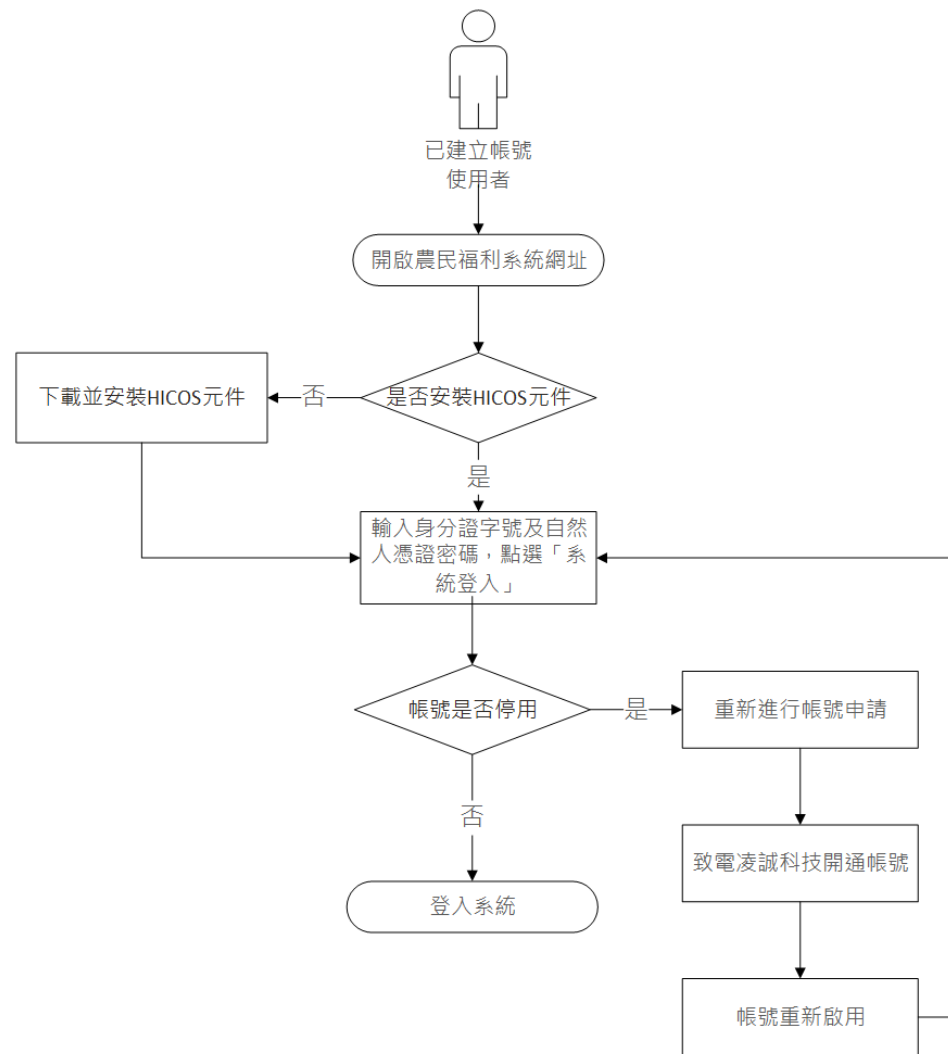 已建立帳號
使用者
開啟農民福利系統網址
下載並安裝HICOS元件
否
是否安裝HICOS元件
是
輸入身分證字號及自然
人憑證密碼，點選「系
統登入」
帳號是否停用
是
重新進行帳號申請
否
致電凌誠科技開通帳號
登入系統
帳號重新啟用